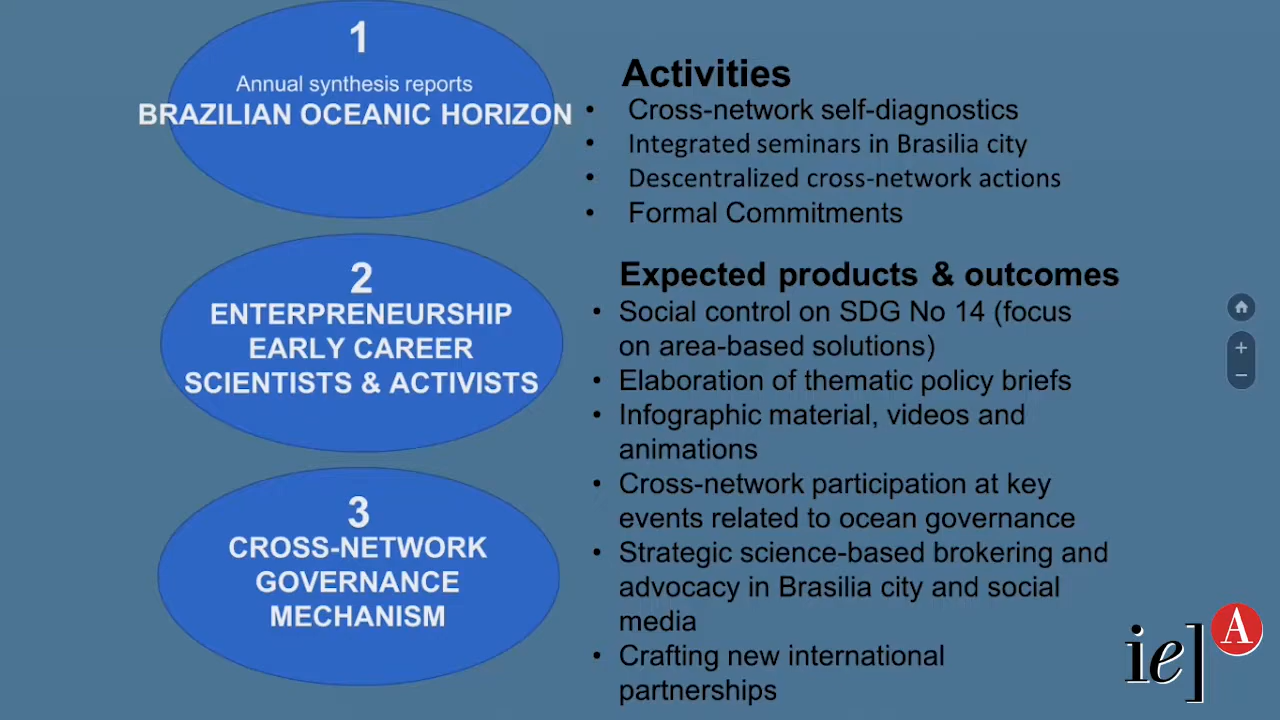 1
Annual synthesis reports
BRAZILIAN OCEANIC HORIZON
2
ENTERPRENEURSHIP
EARLY CAREER
SCIENTISTS & ACTIVISTS
3
CROSS-NETWORK
GOVERNANCE
MECHANISM
Activities
• Cross-network self-diagnostics
• Integrated seminars in Brasilia city
• Descentralized cross-network actions
• Formal Commitments
Expected products & outcomes
• Social control on SDG No 14 (focus
on area-based solutions)
• Elaboration of thematic policy briefs
• Infographic material, videos and
animations
• Cross-network participation at key
events related to ocean governance
• Strategic science-based brokering and
advocacy in Brasilia city and social
media
• Crafting new international
partnerships
+
−
ie]A